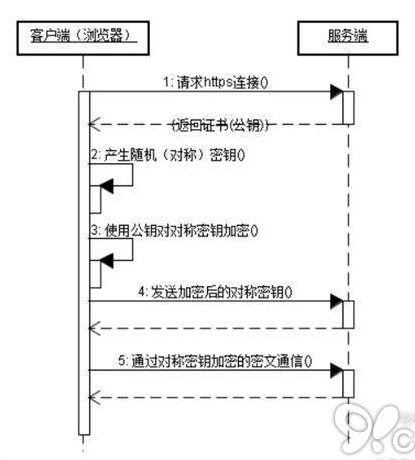 客户端（浏览器）
服务端
1: 请求https连接()
(返回证书(公钥))
2: 产生随机（对称）密钥()
3: 使用公钥对对称密钥加密()
4: 发送加密后的对称密钥()
5: 通过对称密钥加密的密文通信()